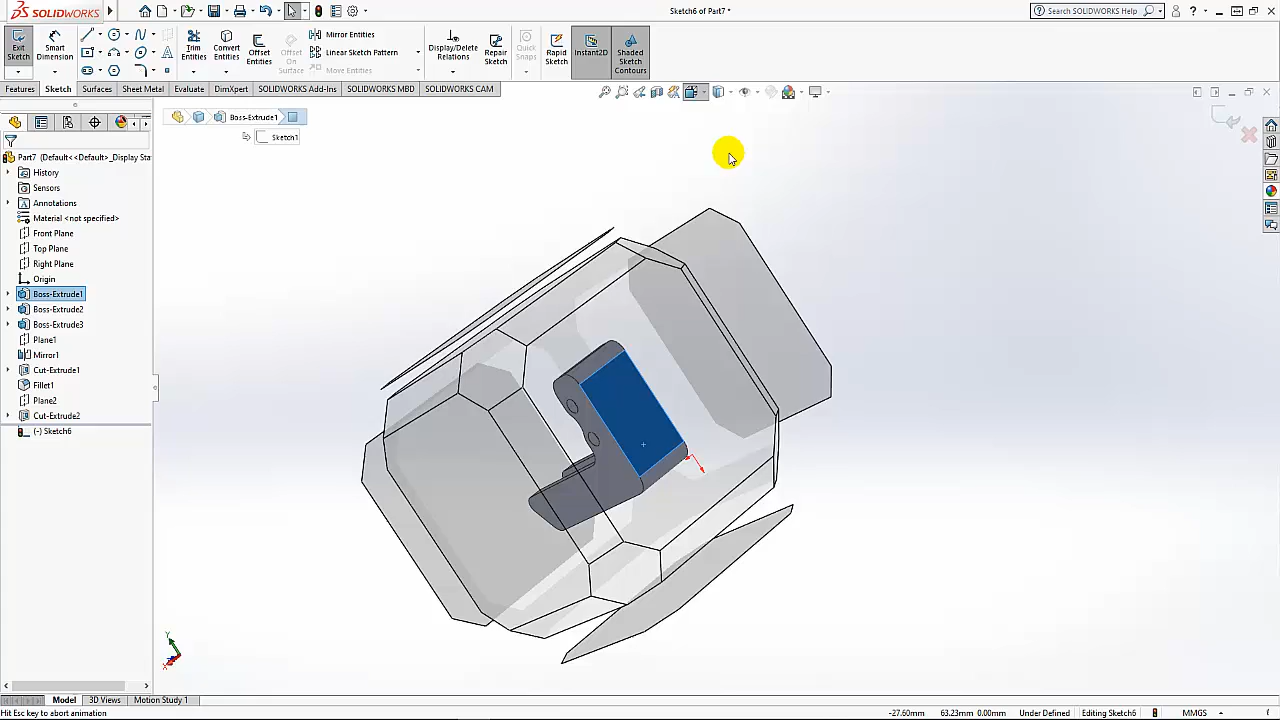 SOLIDWORKS
Sketch6 of Part7 *
Search SOLIDWORKS Help
Exit Sketch
Smart Dimension
Trim Entities
Convert Entities
Offset Entities
Offset On Surface
Mirror Entities
Linear Sketch Pattern
Move Entities
Display/Delete Relations
Repair Sketch
Quick Snaps
Rapid Sketch
Instant2D
Shaded Sketch Contours
Features
Sketch
Surfaces
Sheet Metal
Evaluate
DimXpert
SOLIDWORKS Add-Ins
SOLIDWORKS MBD
SOLIDWORKS CAM
Boss-Extrude1
Sketch1
Part7 (Default<<Default>_Display Sta
History
Sensors
Annotations
Material <not specified>
Front Plane
Top Plane
Right Plane
Origin
Boss-Extrude1
Boss-Extrude2
Boss-Extrude3
Plane1
Mirror1
Cut-Extrude1
Fillet1
Plane2
Cut-Extrude2
(-) Sketch6
Y
X
Model
3D Views
Motion Study 1
Hit Esc key to abort animation
-27.60mm
63.23mm 0.00mm
Under Defined
Editing Sketch6
MMGS